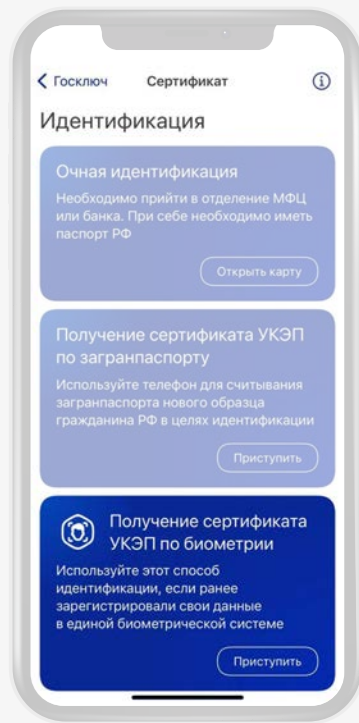 Госключ Сертификат
Идентификация
Очная идентификация
Необходимо прийти в отделение МФЦ
или банка. При себе необходимо иметь
паспорт РФ
Открыть карту
Получение сертификата УКЭП
по загранпаспорту
Используйте телефон для считывания
загранпаспорта нового образца
гражданина РФ в целях идентификации
Приступить
Получение сертификата
УКЭП по биометрии
Используйте этот способ
идентификации, если ранее
зарегистрировали свои данные
в единой биометрической системе
Приступить